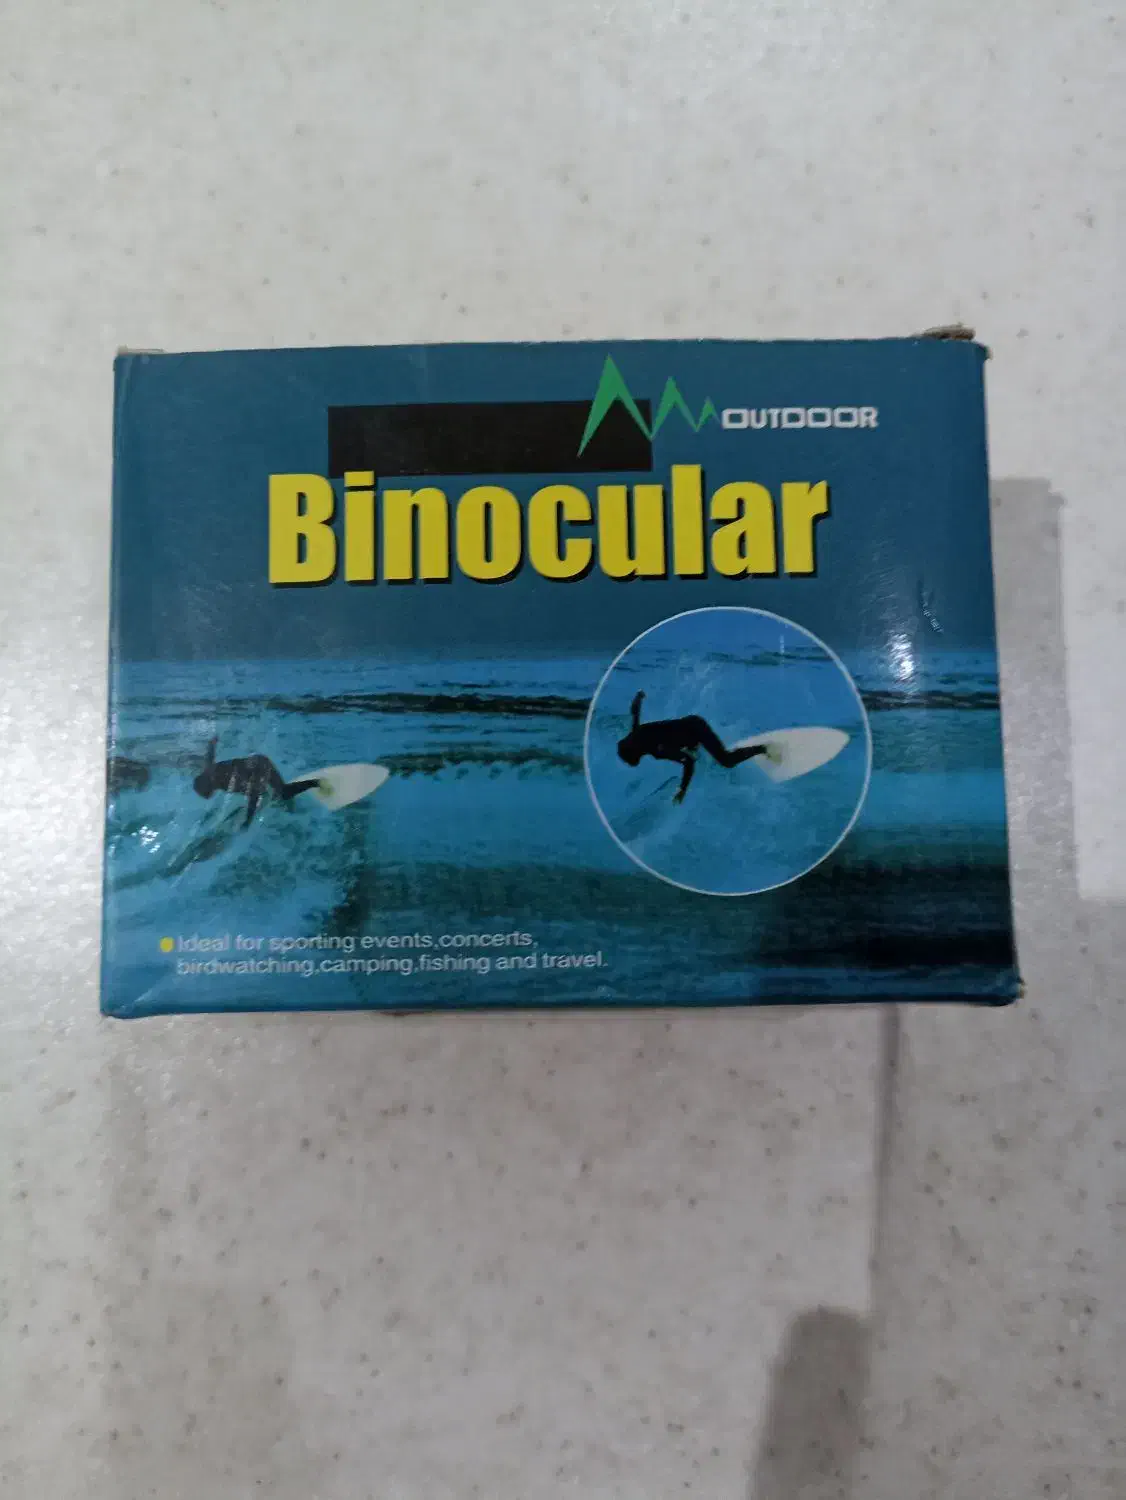 OUTDOOR
Binocular
Ideal for sporting events,concerts,
birdwatching,camping,fishing and travel.